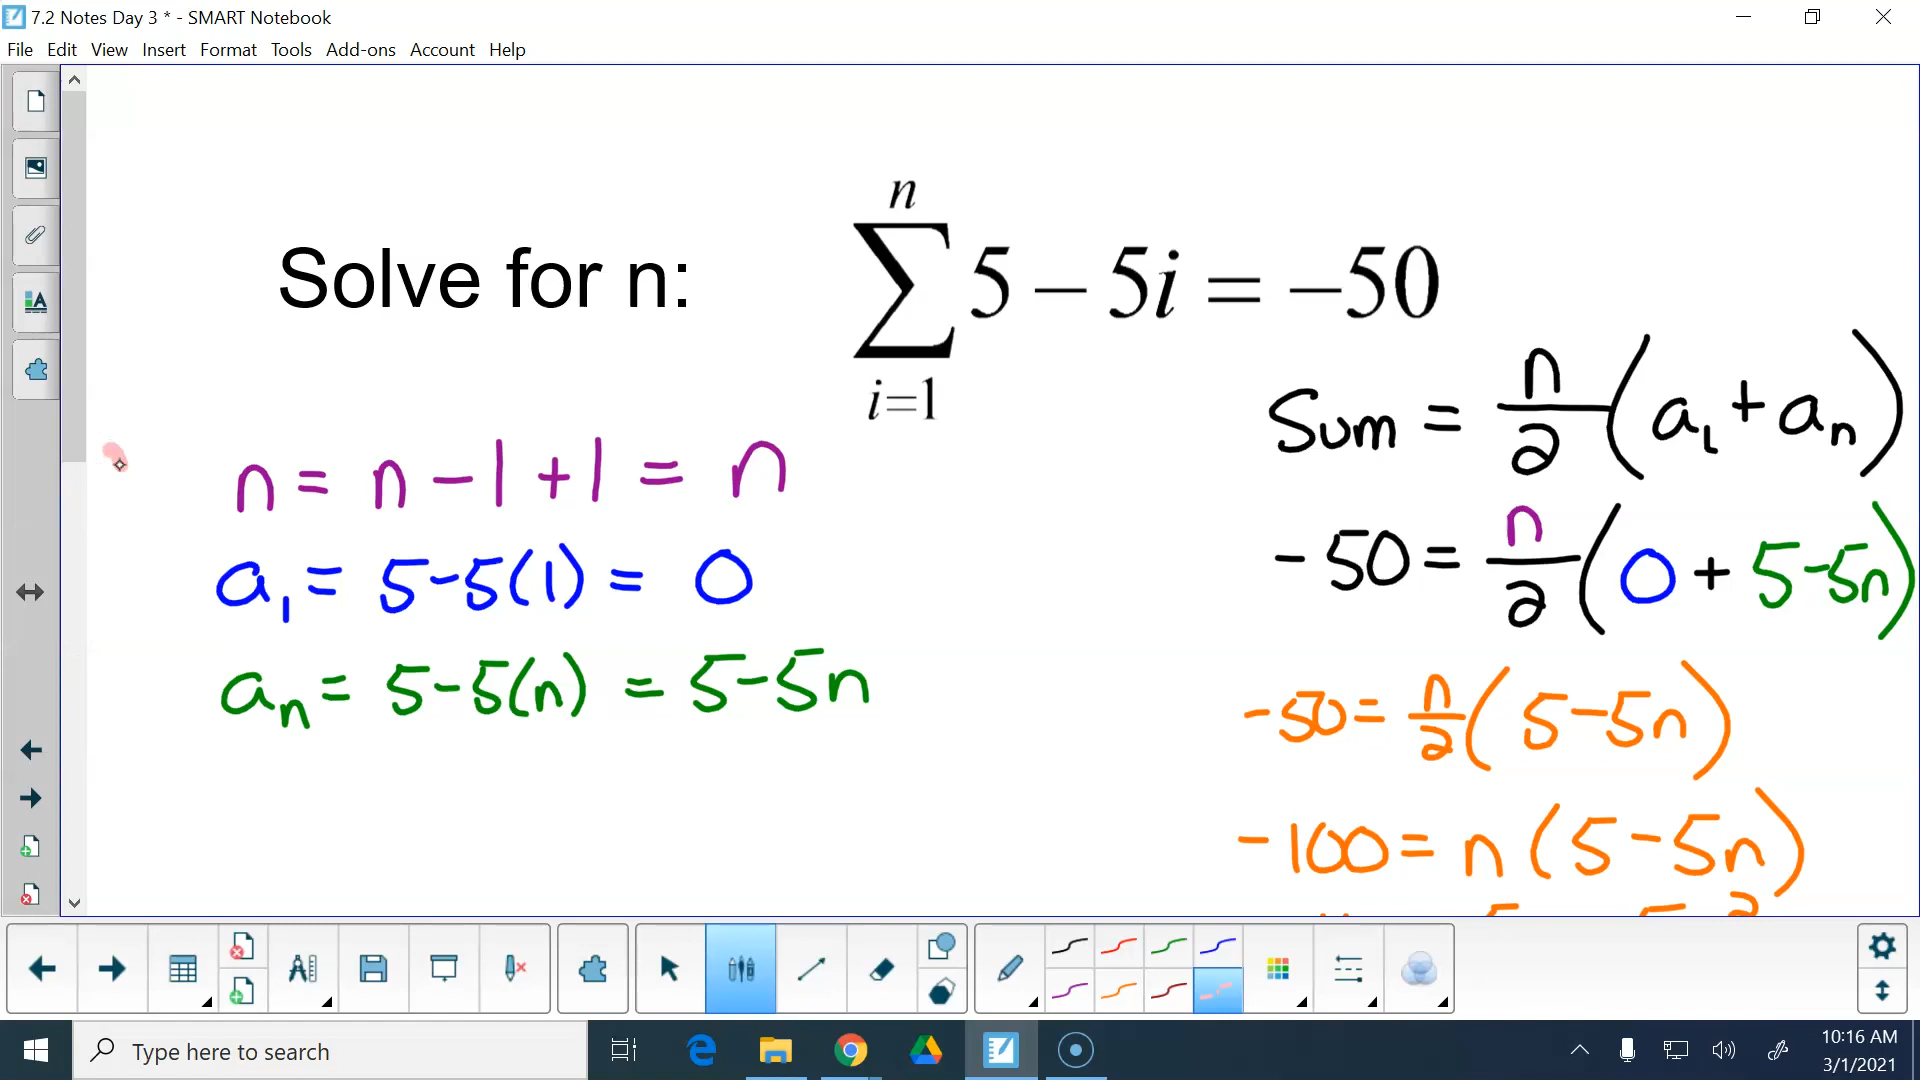 7.2 Notes Day 3 * - SMART Notebook
File Edit View Insert Format Tools Add-ons Account Help
Solve for n:
n
∑ 5 – 5i = –50
i=1
Sum = n/2 (a₁ + aₙ)
n = n - 1 + 1 = n
-50 = n/2 (0 + 5-5n)
a₁ = 5-5(1) = 0
aₙ = 5-5(n) = 5-5n
-50 = n/2 (5-5n)
-100 = n (5-5n)
Type here to search
10:16 AM
3/1/2021